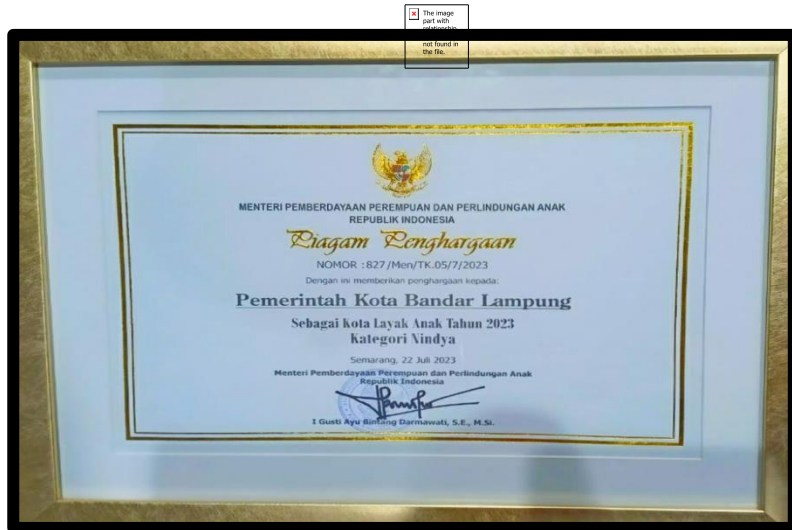 The image
part with
relationship
not found in
the file.
MENTERI PEMBERDAYAAN PEREMPUAN DAN PERLINDUNGAN ANAK
REPUBLIK INDONESIA
Piagam Penghargaan
NOMOR : 827/Men/TK.05/7/2023
Dengan ini memberikan penghargaan kepada:
Pemerintah Kota Bandar Lampung
Sebagai Kota Layak Anak Tahun 2023
Kategori Nindya
Semarang, 22 Juli 2023
Menteri Pemberdayaan Perempuan dan Perlindungan Anak
Republik Indonesia
I Gusti Ayu Bintang Darmawati, S.E., M.Si.